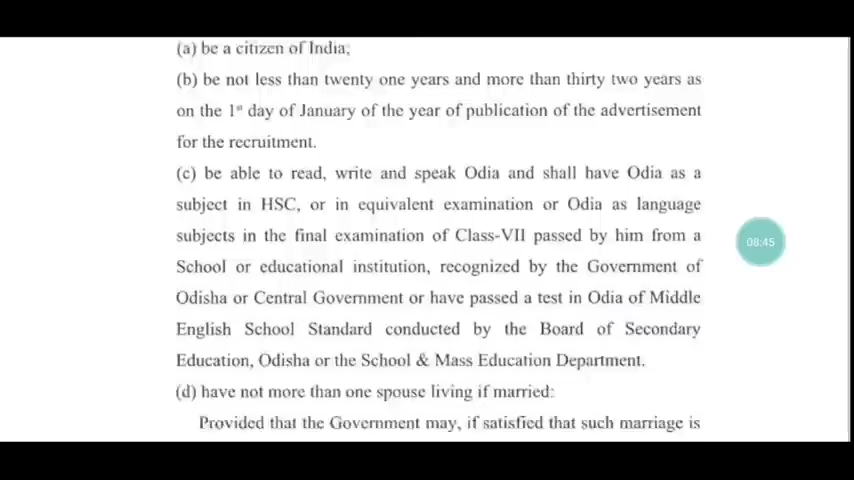 (a) be a citizen of India;
(b) be not less than twenty one years and more than thirty two years as
on the 1st day of January of the year of publication of the advertisement
for the recruitment.
(c) be able to read, write and speak Odia and shall have Odia as a
subject in HSC, or in equivalent examination or Odia as language
subjects in the final examination of Class-VII passed by him from a
School or educational institution, recognized by the Government of
Odisha or Central Government or have passed a test in Odia of Middle
English School Standard conducted by the Board of Secondary
Education, Odisha or the School & Mass Education Department.
(d) have not more than one spouse living if married:
Provided that the Government may, if satisfied that such marriage is
08:45